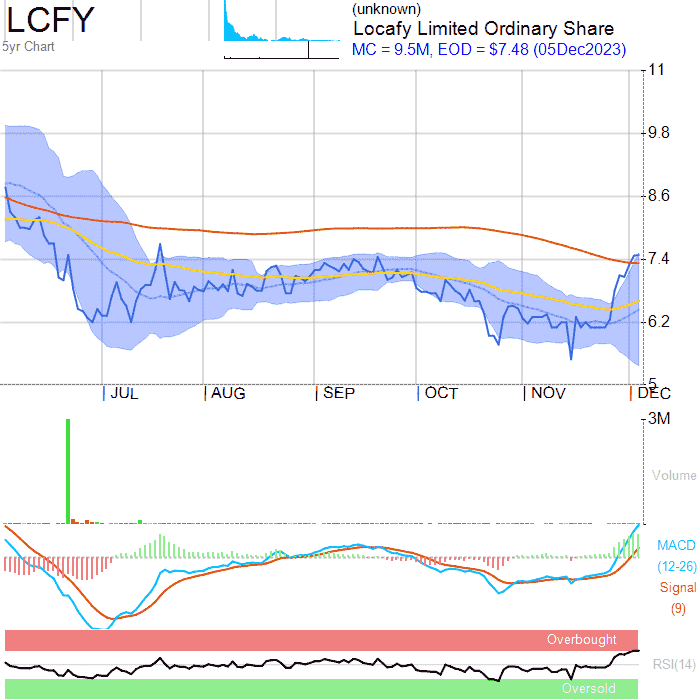 LCFY
5yr Chart
(unknown)
Locafy Limited Ordinary Share
MC = 9.5M, EOD = $7.48 (05Dec2023)
11
9.8
8.6
7.4
6.2
5
JUL
AUG
SEP
OCT
NOV
DEC
3M
Volume
MACD
(12-26)
Signal
(9)
Overbought
RSI(14)
Oversold